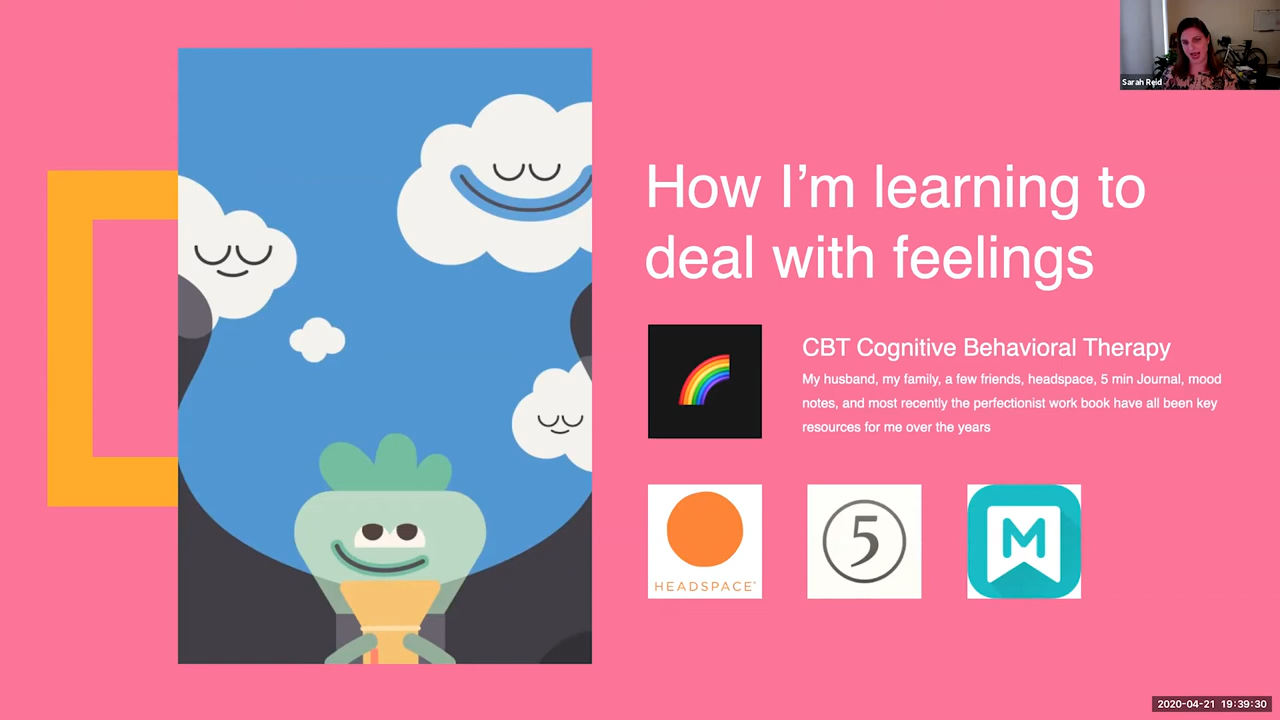 Sarah Reid
How I'm learning to
deal with feelings
CBT Cognitive Behavioral Therapy
My husband, my family, a few friends, headspace, 5 min Journal, mood
notes, and most recently the perfectionist work book have all been key
resources for me over the years
HEADSPACE
5
M
2020-04-21 19:39:30